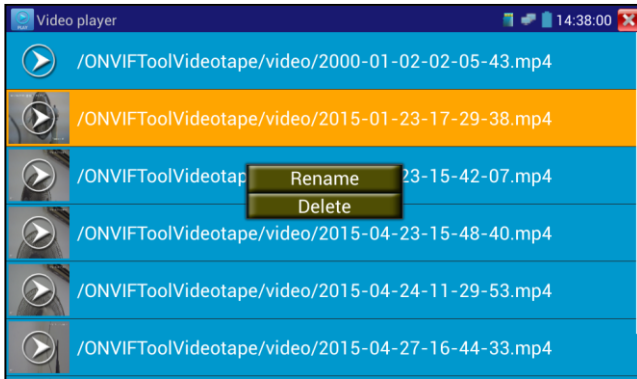 Video player
14:38:00
PLAY
/ONVIFToolVideotape/video/2000-01-02-02-05-43.mp4
/ONVIFToolVideotape/video/2015-01-23-17-29-38.mp4
/ONVIFToolVideotap
23-15-42-07.mp4
Rename
Delete
/ONVIFToolVideotape/video/2015-04-23-15-48-40.mp4
/ONVIFToolVideotape/video/2015-04-24-11-29-53.mp4
/ONVIFToolVideotape/video/2015-04-27-16-44-33.mp4